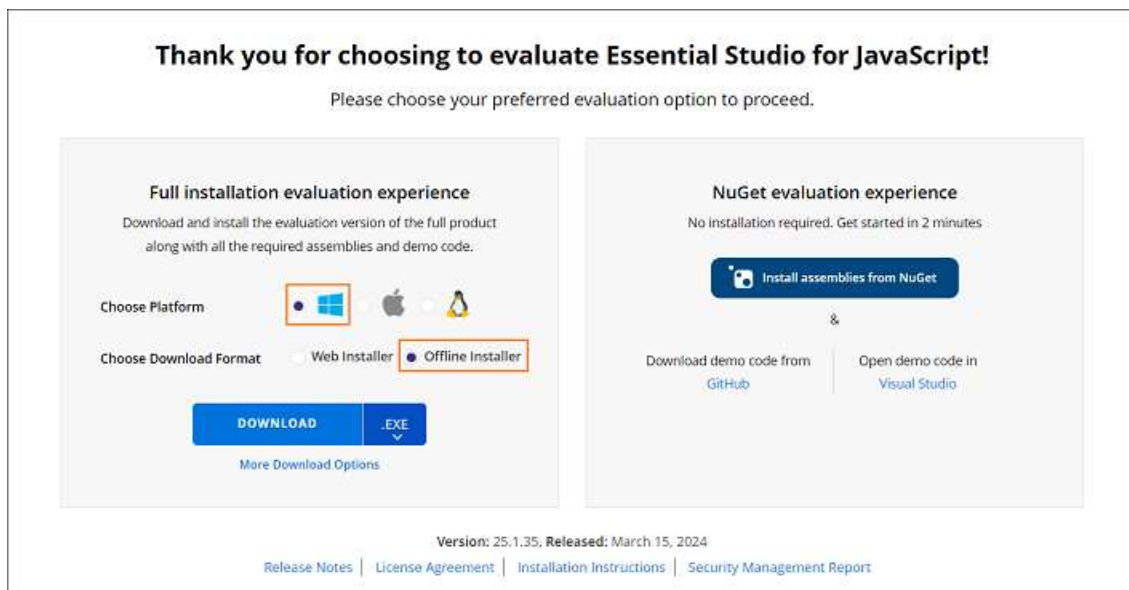 Thank you for choosing to evaluate Essential Studio for JavaScript!
Please choose your preferred evaluation option to proceed.
Full installation evaluation experience
Download and install the evaluation version of the full product
along with all the required assemblies and demo code.
Choose Platform
Choose Download Format
Web Installer
Offline Installer
DOWNLOAD
.EXE
More Download Options
NuGet evaluation experience
No installation required. Get started in 2 minutes
Install assemblies from NuGet
&
Download demo code from
GitHub
Open demo code in
Visual Studio
Version: 25.1.35, Released: March 15, 2024
Release Notes | License Agreement | Installation Instructions | Security Management Report